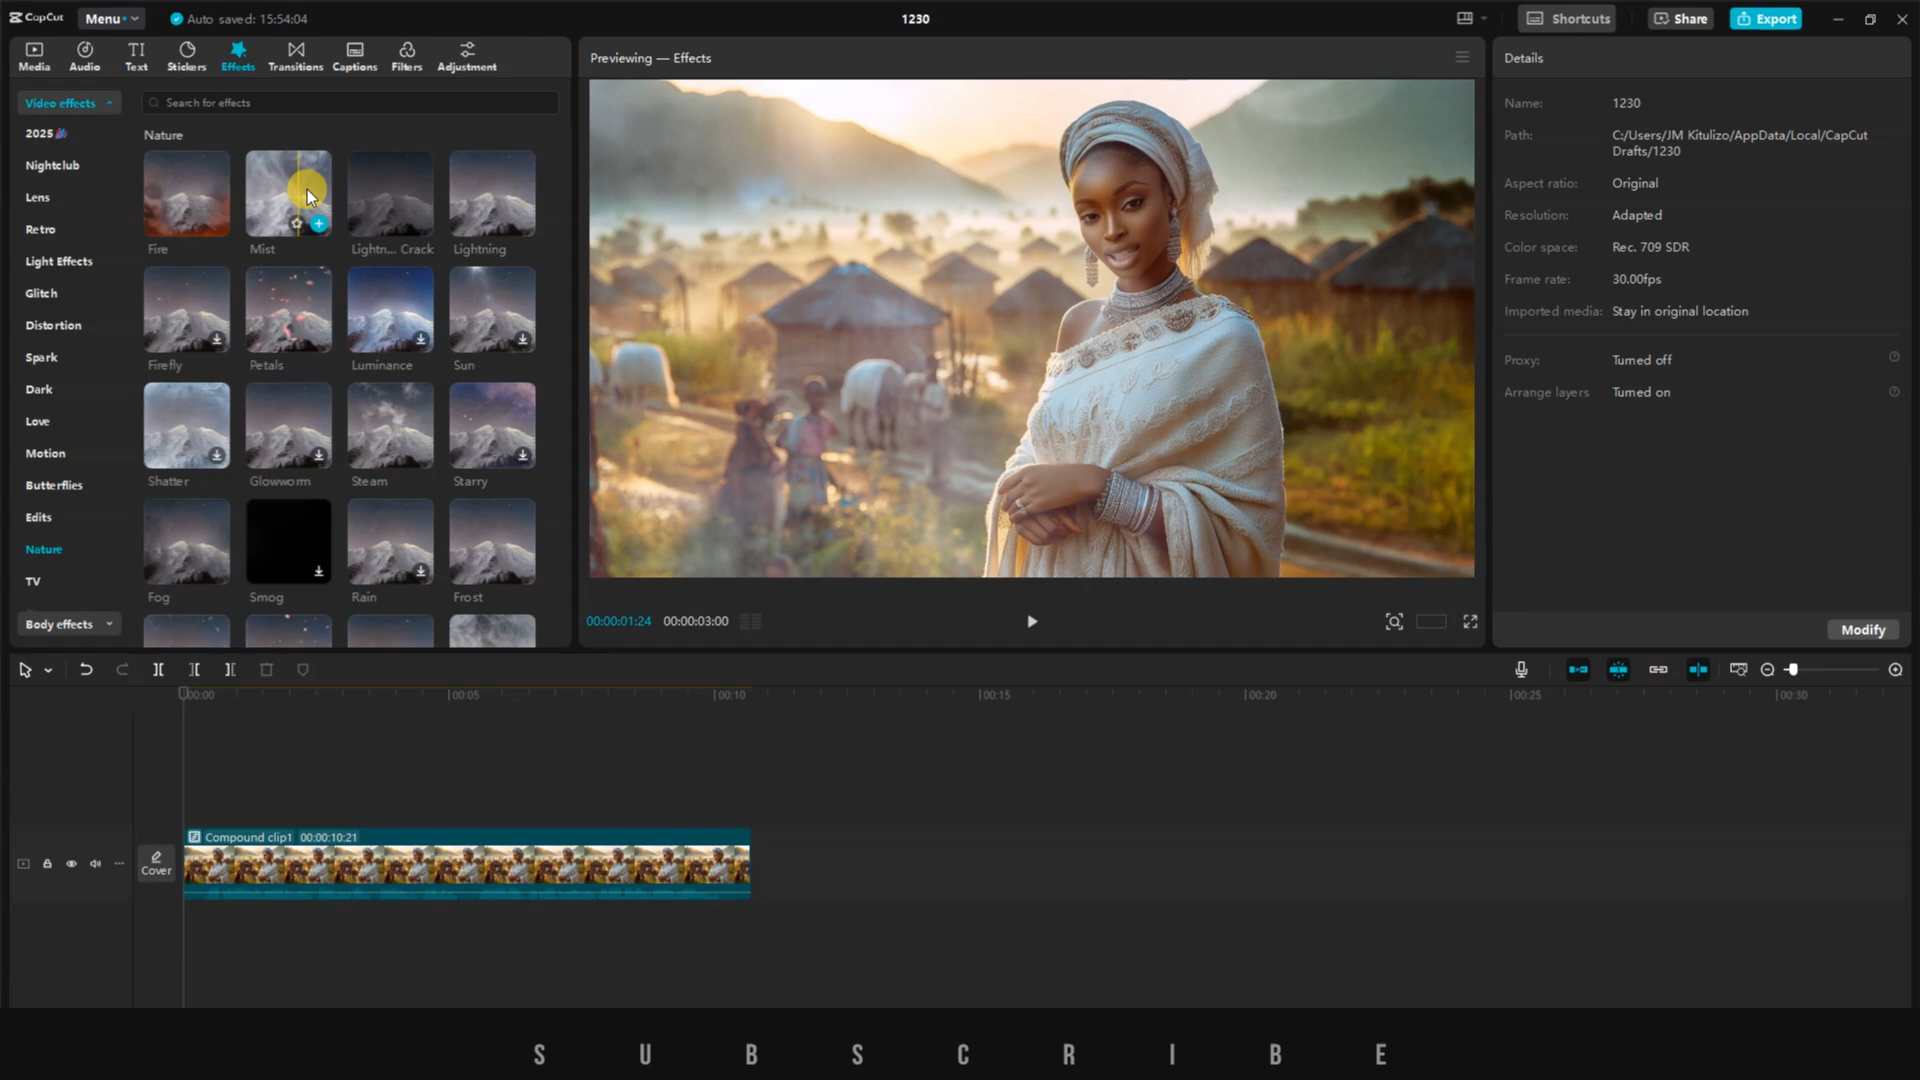 CapCut Menu Auto saved: 15:54:04 1230 Shortcuts Share Export
Media Audio Text Stickers Effects Transitions Captions Filters Adjustment
Video effects
Search for effects
2025
Nightclub
Lens
Retro
Light Effects
Glitch
Distortion
Spark
Dark
Love
Motion
Butterflies
Edits
Nature
TV
Body effects
Nature
Fire Mist Lightn... Crack Lightning
Firefly Petals Luminance Sun
Shatter Glowworm Steam Starry
Fog Smog Rain Frost
Previewing — Effects
00:00:01:24 00:00:03:00
Details
Name: 1230
Path: C:/Users/JM Kitulizo/AppData/Local/CapCut
Drafts/1230
Aspect ratio: Original
Resolution: Adapted
Color space: Rec. 709 SDR
Frame rate: 30.00fps
Imported media: Stay in original location
Proxy: Turned off
Arrange layers Turned on
Modify
00:00 00:05 00:10 00:15 00:20 00:25 00:30
Compound clip1 00:00:10:21
Cover
S U B S C R I B E